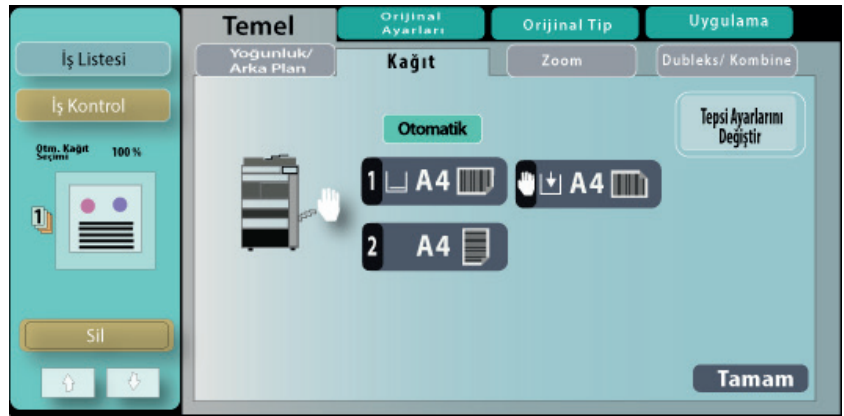 Temel
Orijinal
Ayarları
Orijinal Tip
Uygulama
İş Listesi
Yoğunluk/
Arka Plan
Kağıt
Zoom
Dubleks/ Kombine
İş Kontrol
Otomatik
Tepsi Ayarlarını
Değiştir
Otm. Kağıt
Seçimi
100 %
1 A4
A4
1
2 A4
Sil
Tamam